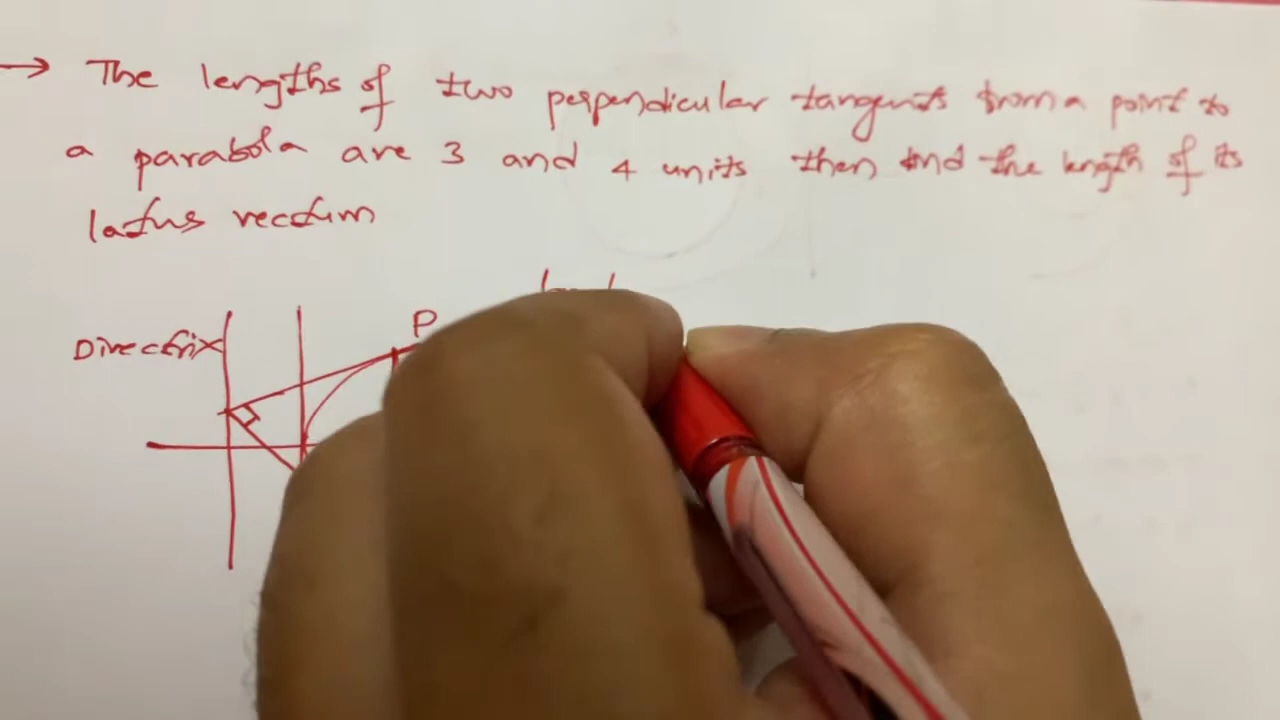 → The lengths of two perpendicular tangents from a point to
a parabola are 3 and 4 units then find the length of its
latus rectum
P
Directrix